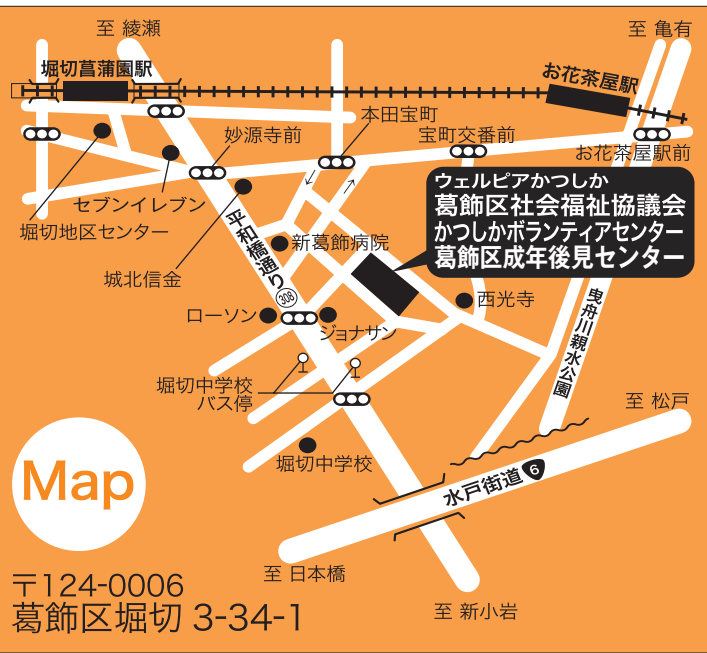 至 綾瀬
至 亀有
堀切菖蒲園駅
お花茶屋駅
本田宝町
妙源寺前
宝町交番前
お花茶屋駅前
ウェルピアかつしか
葛飾区社会福祉協議会
かつしかボランティアセンター
葛飾区成年後見センター
セブンイレブン
堀切地区センター
平和橋通り
308
新葛飾病院
城北信金
ローソン
ジョナサン
西光寺
曳舟川親水公園
堀切中学校
バス停
至 松戸
堀切中学校
水戸街道
6
Map
至 日本橋
至 新小岩
〒124-0006
葛飾区堀切 3-34-1